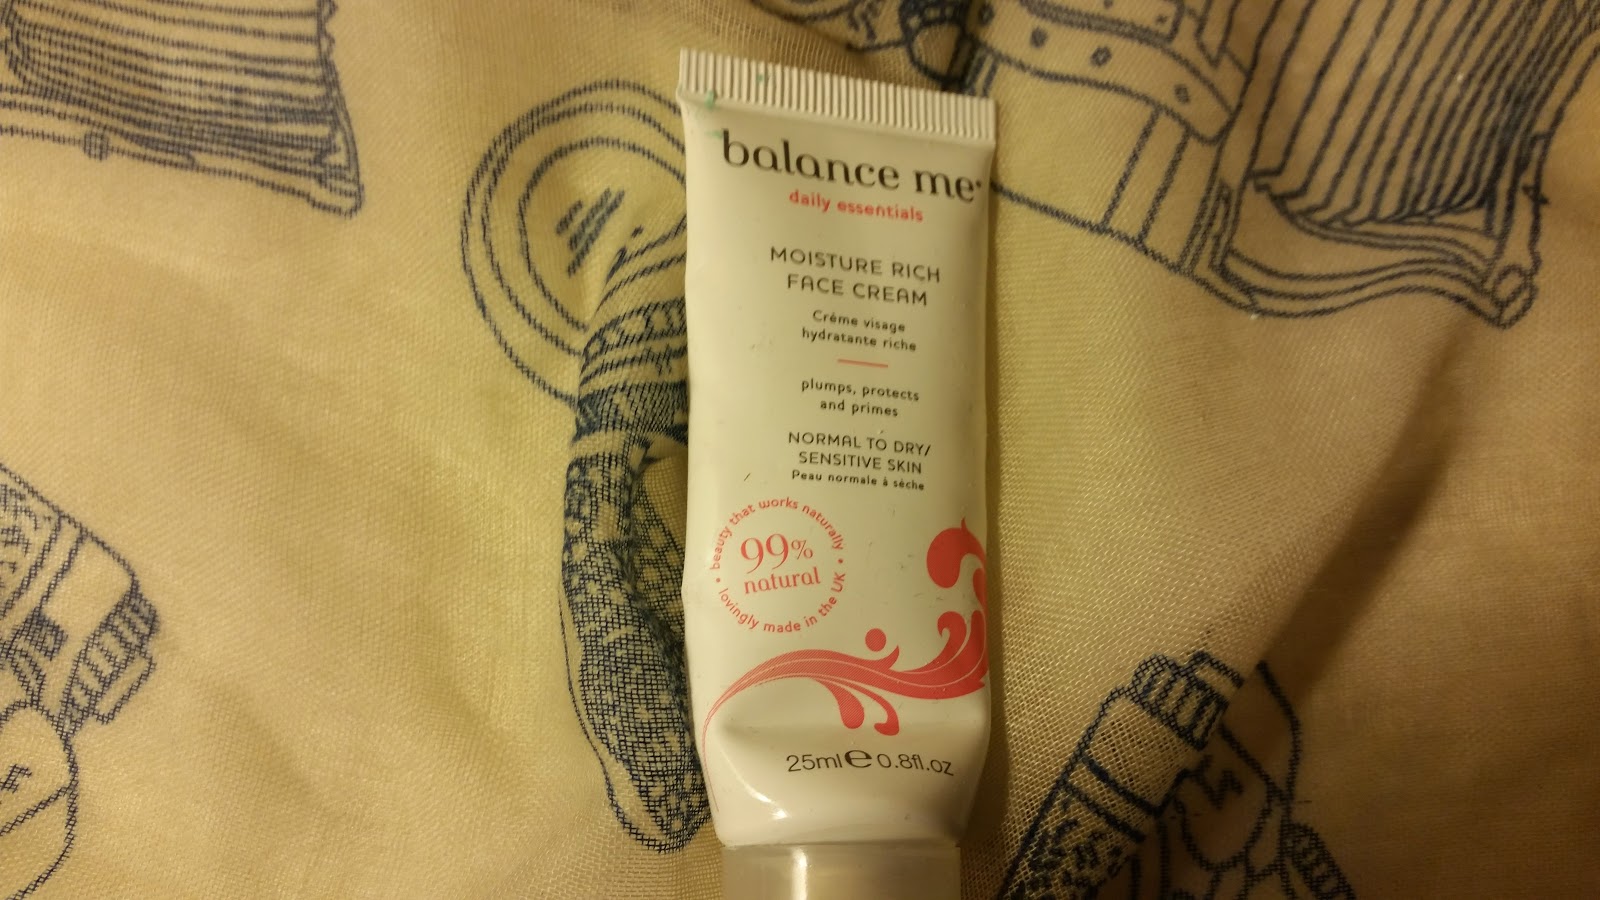 balance me
daily essentials
MOISTURE RICH
FACE CREAM
Crème visage
hydratante riche
plumps, protects
and primes
NORMAL TO DRY/
SENSITIVE SKIN
Peau normale à sèche
• beauty that works naturally •
99%
natural
lovingly made in the UK
25ml e 0.8fl.oz